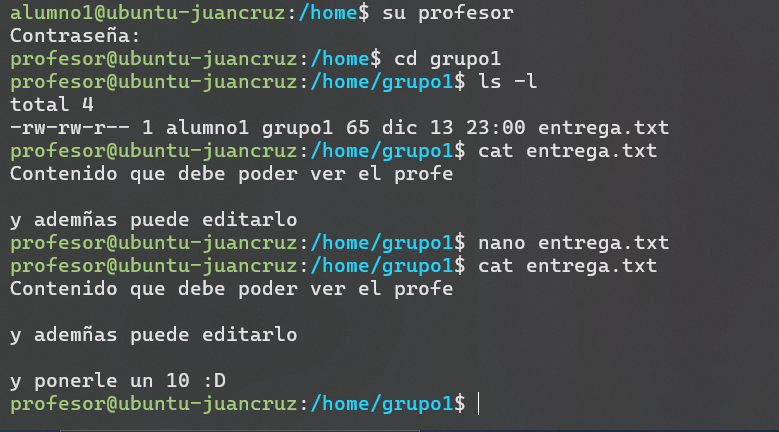 alumno1@ubuntu-juancruz:/home$ su profesor
Contraseña:
profesor@ubuntu-juancruz:/home$ cd grupo1
profesor@ubuntu-juancruz:/home/grupo1$ ls -l
total 4
-rw-rw-r-- 1 alumno1 grupo1 65 dic 13 23:00 entrega.txt
profesor@ubuntu-juancruz:/home/grupo1$ cat entrega.txt
Contenido que debe poder ver el profe

y ademñas puede editarlo
profesor@ubuntu-juancruz:/home/grupo1$ nano entrega.txt
profesor@ubuntu-juancruz:/home/grupo1$ cat entrega.txt
Contenido que debe poder ver el profe

y ademñas puede editarlo

y ponerle un 10 :D
profesor@ubuntu-juancruz:/home/grupo1$